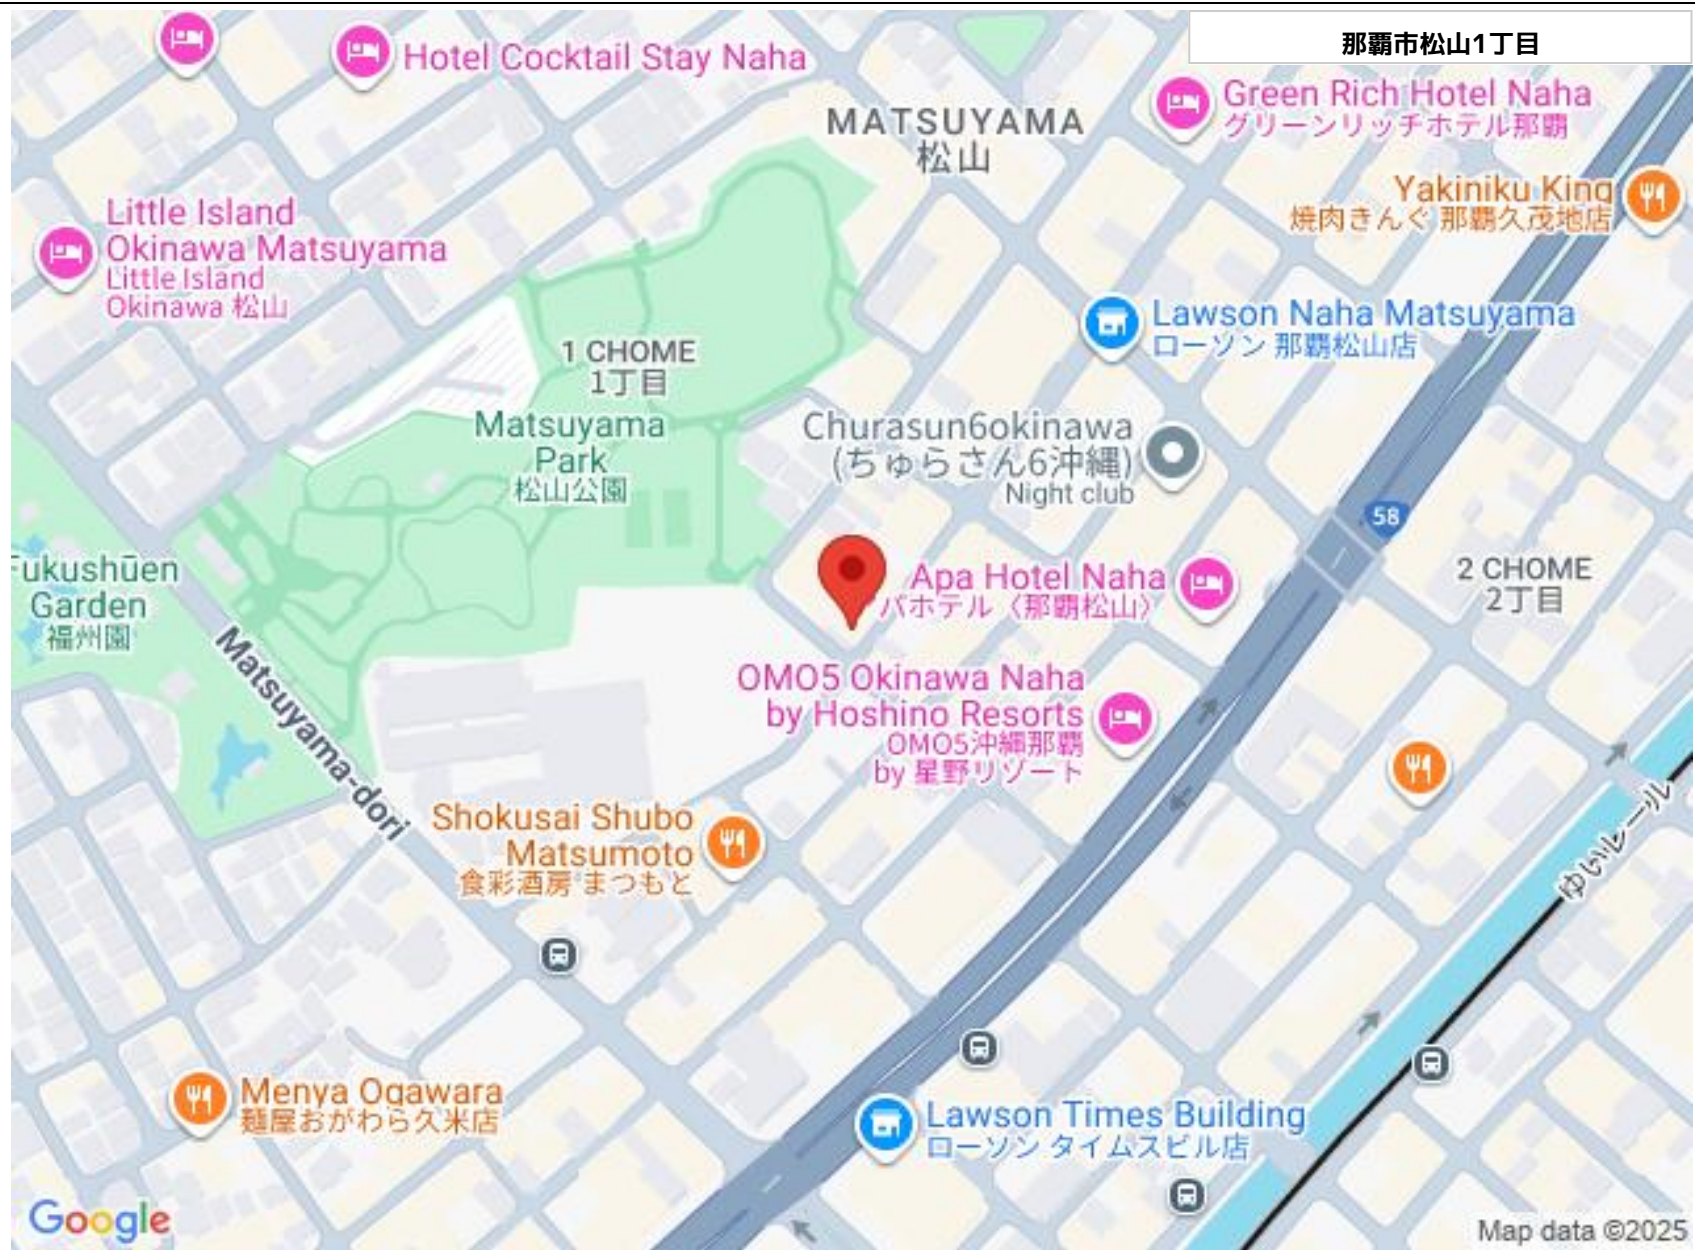 那覇市松山1丁目
Hotel Cocktail Stay Naha
MATSUYAMA
松山
Green Rich Hotel Naha
グリーンリッチホテル那覇
Yakiniku King
焼肉きんぐ 那覇久茂地店
Little Island
Okinawa Matsuyama
Little Island
Okinawa 松山
Lawson Naha Matsuyama
ローソン 那覇松山店
1 CHOME
1丁目
Matsuyama
Park
松山公園
Churasun6okinawa
(ちゅらさん6沖縄)
Night club
58
Fukushūen
Garden
福州園
Apa Hotel Naha
パホテル〈那覇松山〉
2 CHOME
2丁目
Matsuyama-dori
OMO5 Okinawa Naha
by Hoshino Resorts
OMO5沖縄那覇
by 星野リゾート
Shokusai Shubo
Matsumoto
食彩酒房 まつもと
ゆいレール
Menya Ogawara
麺屋おがわら久米店
Lawson Times Building
ローソン タイムスビル店
Google
Map data ©2025